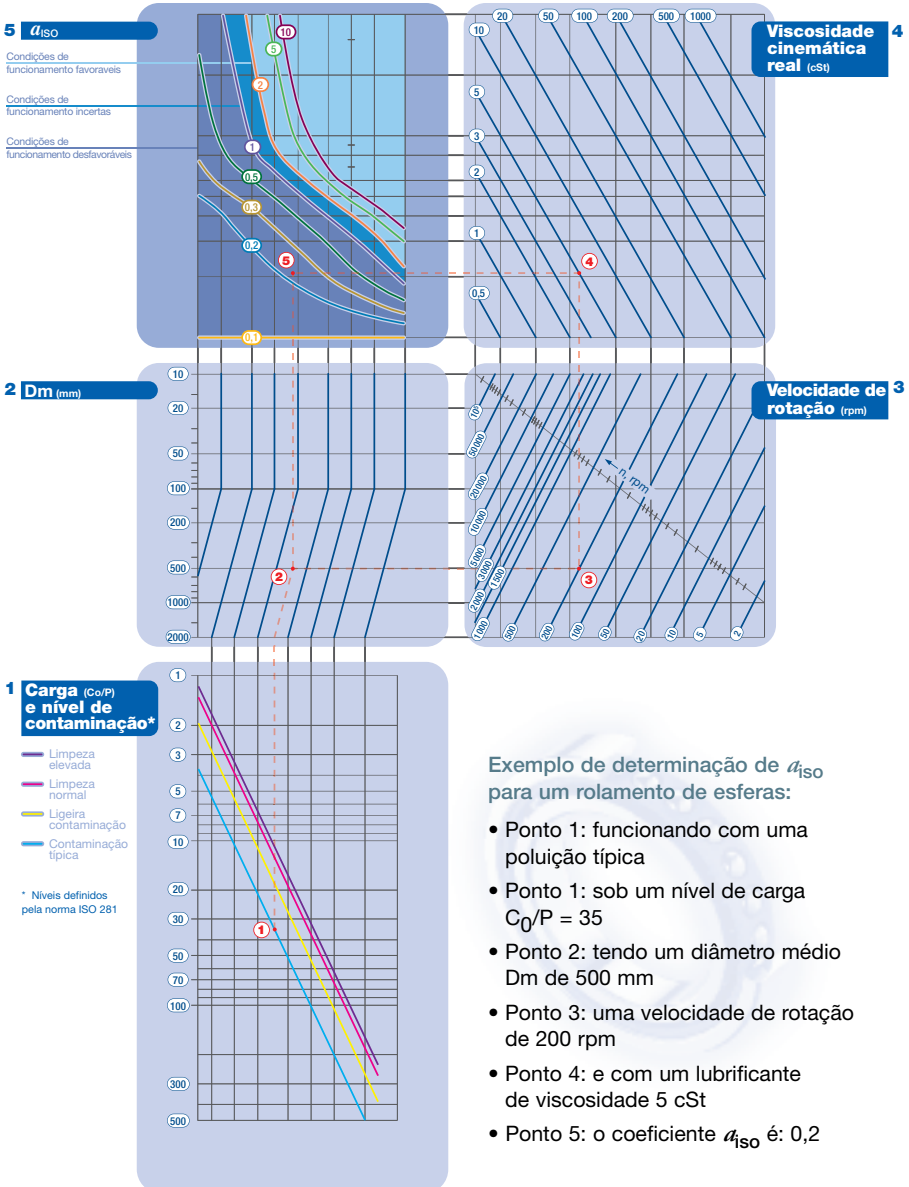 5 aISO
Condições de
funcionamento favoraveis
Condições de
funcionamento incertas
Condições de
funcionamento desfavoráveis
10
5
2
1
0.5
0.3
0.2
0.1
5
Viscosidade
cinemática
real (cSt)
4
20 50 100 200 500 1000
10
5
3
2
1
0,5
4
2 Dm (mm)
10
20
50
100
200
500
1000
2000
2
Velocidade de
rotação (rpm)
3
n, rpm
10⁵
50000
20000
10000
5000
3000
1500
2000
1000
500
200
100
50
20
10
5
2
3
1 Carga (Co/P)
e nível de
contaminação*
Limpeza
elevada
Limpeza
normal
Ligeira
contaminação
Contaminação
típica
* Níveis definidos
pela norma ISO 281
1
2
3
5
7
10
20
30
50
70
100
300
500
1
Exemplo de determinação de aiso
para um rolamento de esferas:
• Ponto 1: funcionando com uma
poluição típica
• Ponto 1: sob um nível de carga
C0/P = 35
• Ponto 2: tendo um diâmetro médio
Dm de 500 mm
• Ponto 3: uma velocidade de rotação
de 200 rpm
• Ponto 4: e com um lubrificante
de viscosidade 5 cSt
• Ponto 5: o coeficiente aiso é: 0,2